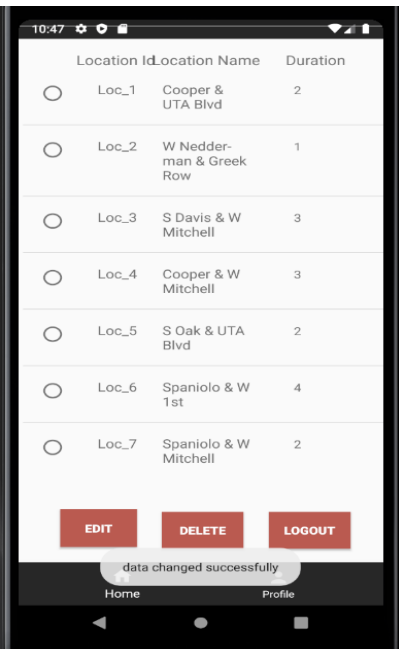 10:47
Location Id Location Name Duration
Loc_1 Cooper & 2
UTA Blvd
Loc_2 W Nedder- 1
man & Greek
Row
Loc_3 S Davis & W 3
Mitchell
Loc_4 Cooper & W 3
Mitchell
Loc_5 S Oak & UTA 2
Blvd
Loc_6 Spaniolo & W 4
1st
Loc_7 Spaniolo & W 2
Mitchell
EDIT DELETE LOGOUT
data changed successfully
Home Profile